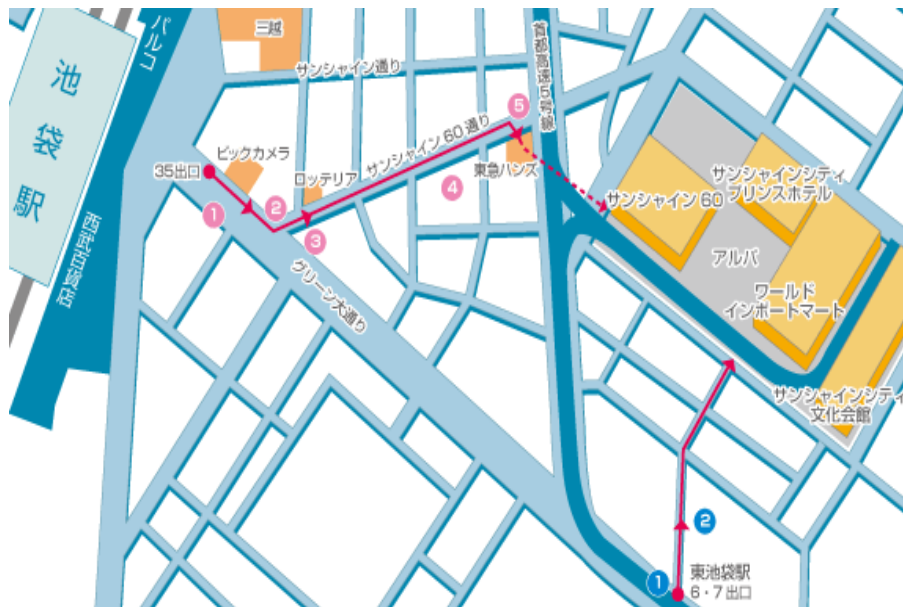 三越
パルコ
サンシャイン通り
首都高速5号線
池袋駅
ビックカメラ
35出口
ロッテリア
サンシャイン60通り
5
東急ハンズ
1
2
3
4
サンシャイン60
サンシャインシティ
プリンスホテル
アルパ
ワールド
インポートマート
グリーン大通り
サンシャインシティ
文化会館
2
1
東池袋駅
6・7出口